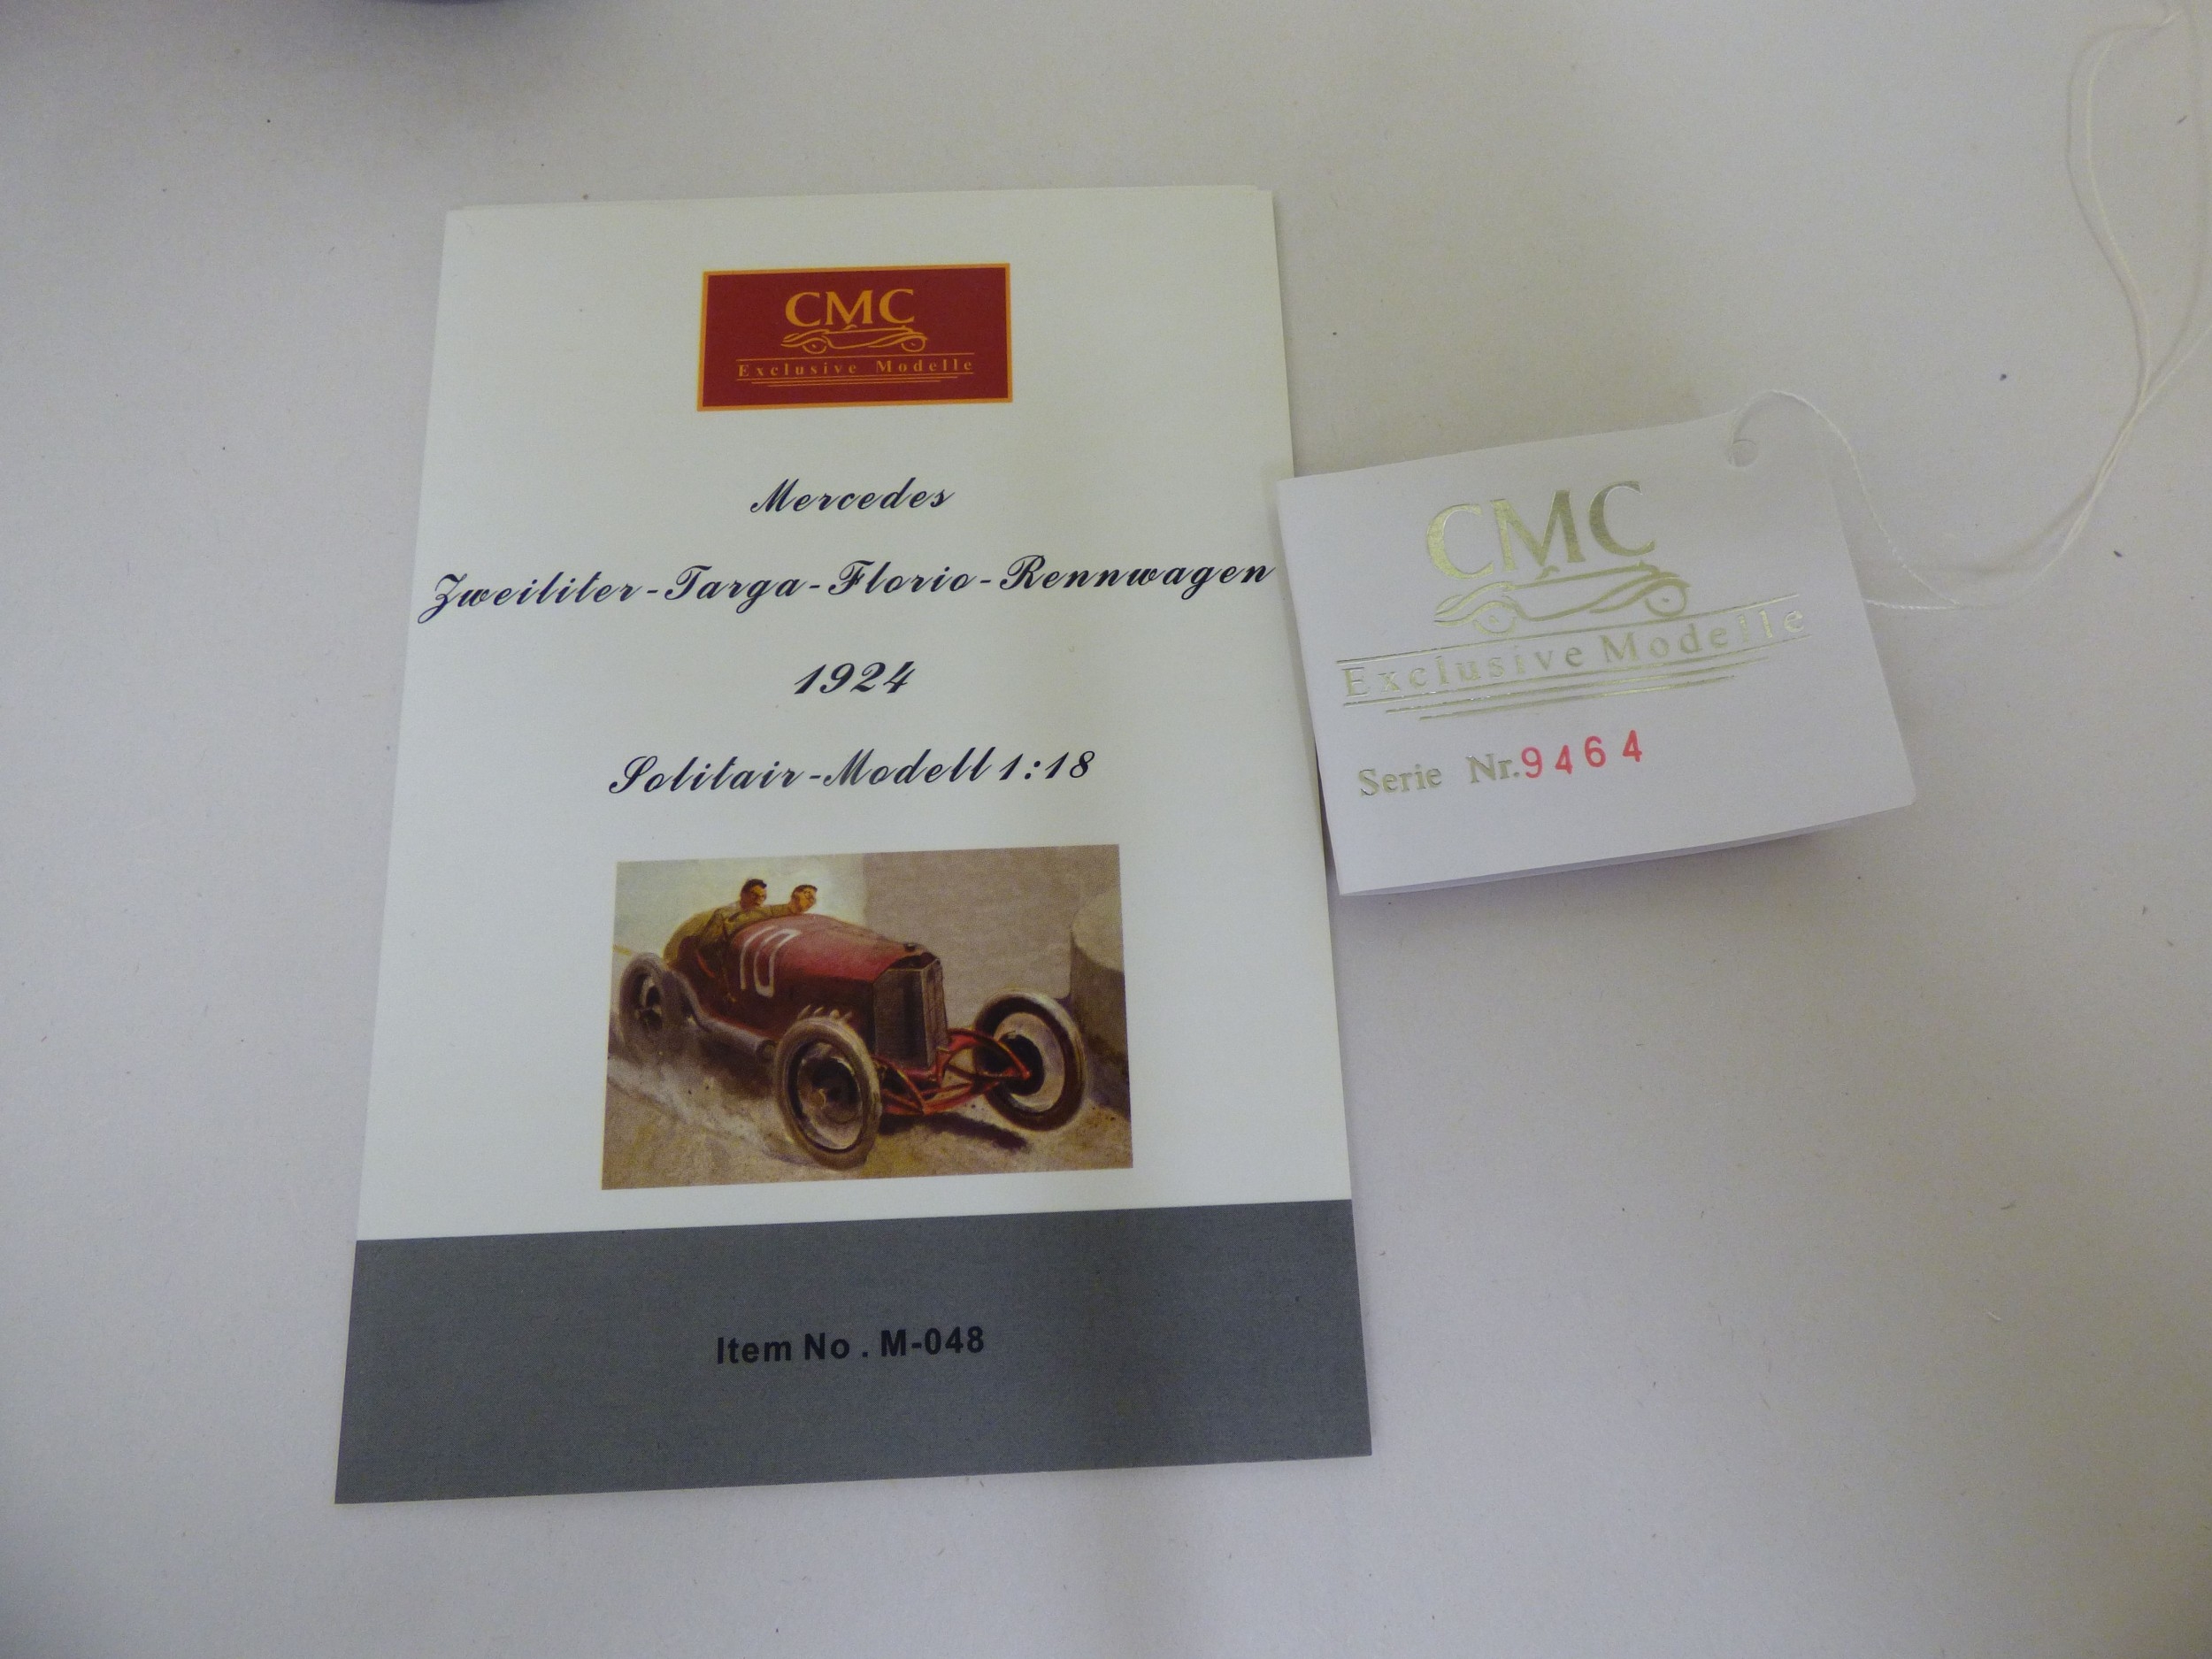 CMC
Exclusive Modelle
Mercedes
Zweiliter-Targa-Florio-Rennwagen
1924
Solitair-Modell 1:18
10
Item No . M-048
CMC
Exclusive Modelle
Serie Nr.9464